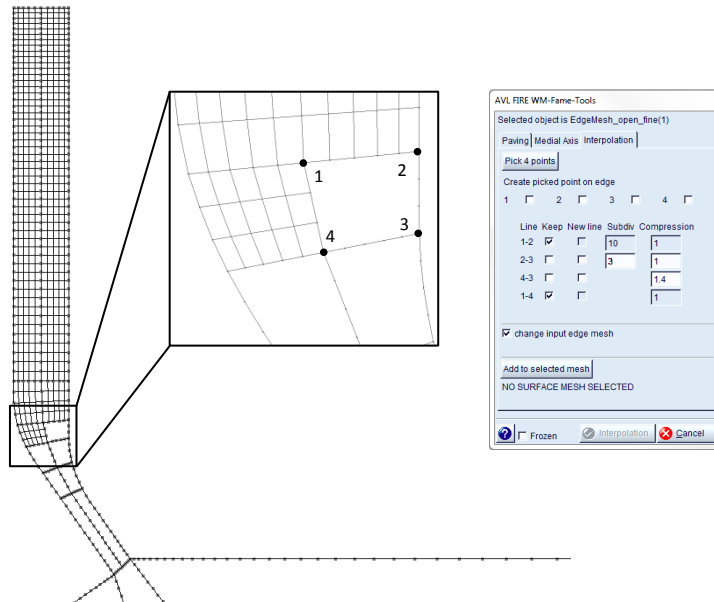 1
2
3
4
AVL FIRE WM-Fame-Tools
Selected object is EdgeMesh_open_fine(1)
Paving Medial Axis Interpolation
Pick 4 points
Create picked point on edge
1 2 3 4
Line Keep New line Subdiv Compression
1-2 10 1
2-3 3 1
4-3 1.4
1-4 1
change input edge mesh
Add to selected mesh
NO SURFACE MESH SELECTED
? Frozen Interpolation Cancel